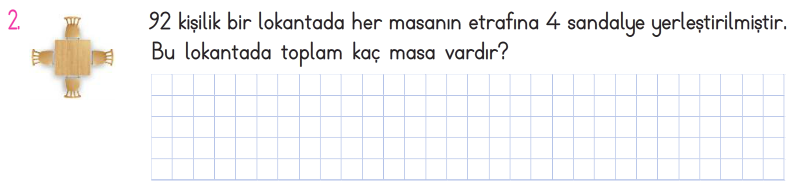 2. 92 kişilik bir lokantada her masanın etrafına 4 sandalye yerleştirilmiştir.
Bu lokantada toplam kaç masa vardır?